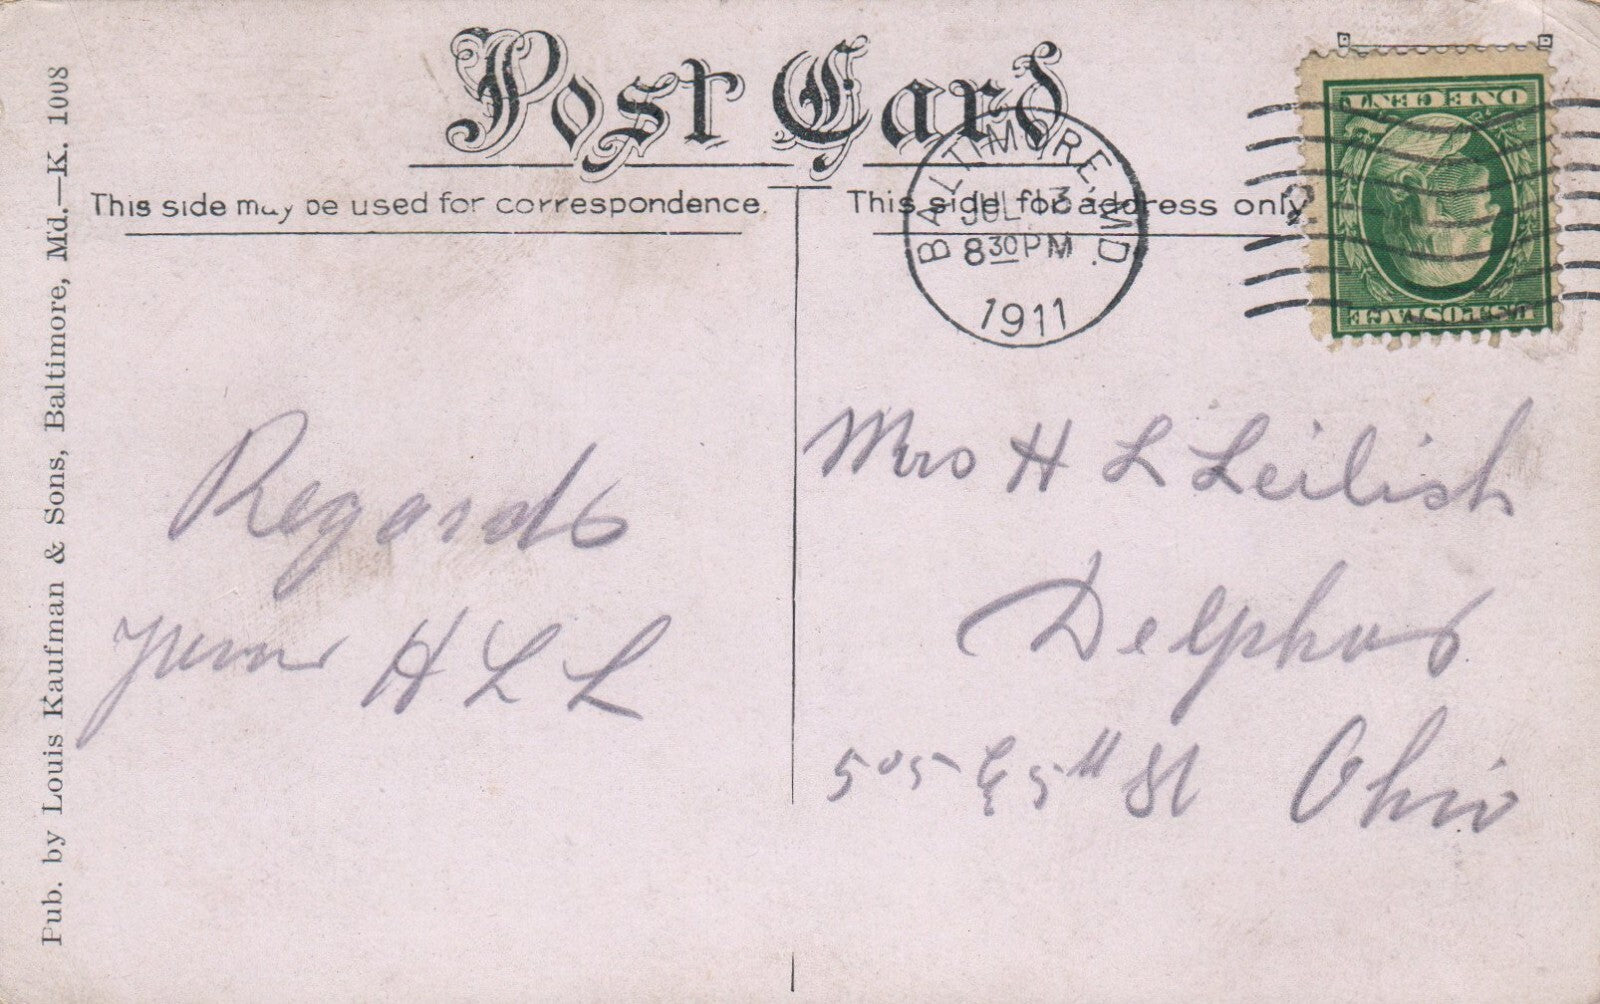 Post Card
This side may be used for correspondence.
This side for address only
BALTIMORE, MD.
JUL 13
8 30 PM
1911
ONE CENT
U.S. POSTAGE
Pub. by Louis Kaufman & Sons, Baltimore, Md.—K. 1008
Regards
H L L
Mrs H L Leilich
Delphos
505 E 5th St Ohio